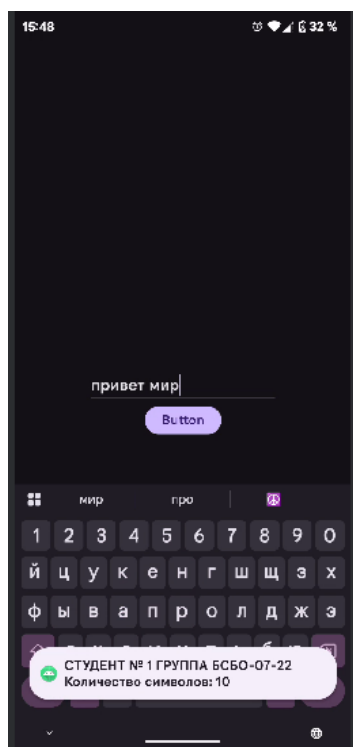 15:48 32 %
привет мир
Button
мир про
1 2 3 4 5 6 7 8 9 0
й ц у к е н г ш щ з х
ф ы в а п р о л д ж э
СТУДЕНТ № 1 ГРУППА БСБО-07-22
Количество символов: 10